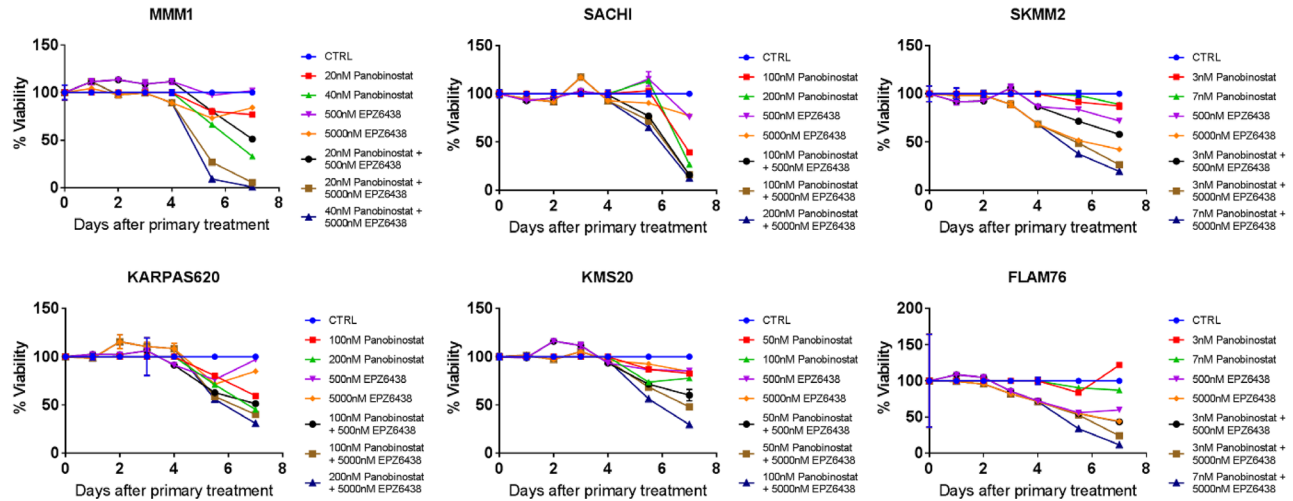 MMM1
% Viability
150
100
50
0
0 2 4 6 8
Days after primary treatment
CTRL
20nM Panobinostat
40nM Panobinostat
500nM EPZ6438
5000nM EPZ6438
20nM Panobinostat +
500nM EPZ6438
20nM Panobinostat +
5000nM EPZ6438
40nM Panobinostat +
5000nM EPZ6438
SACHI
% Viability
150
100
50
0
0 2 4 6 8
Days after primary treatment
CTRL
100nM Panobinostat
200nM Panobinostat
500nM EPZ6438
5000nM EPZ6438
100nM Panobinostat
+ 500nM EPZ6438
100nM Panobinostat
+ 5000nM EPZ6438
200nM Panobinostat
+ 5000nM EPZ6438
SKMM2
% Viability
150
100
50
0
0 2 4 6 8
Days after primary treatment
CTRL
3nM Panobinostat
7nM Panobinostat
500nM EPZ6438
5000nM EPZ6438
3nM Panobinostat +
500nM EPZ6438
3nM Panobinostat +
5000nM EPZ6438
7nM Panobinostat +
5000nM EPZ6438
KARPAS620
% Viability
150
100
50
0
0 2 4 6 8
Days after primary treatment
CTRL
100nM Panobinostat
200nM Panobinostat
500nM EPZ6438
5000nM EPZ6438
100nM Panobinostat
+ 500nM EPZ6438
100nM Panobinostat
+ 5000nM EPZ6438
200nM Panobinostat
+ 5000nM EPZ6438
KMS20
% Viability
150
100
50
0
0 2 4 6 8
Days after primary treatment
CTRL
50nM Panobinostat
100nM Panobinostat
500nM EPZ6438
5000nM EPZ6438
50nM Panobinostat
+ 500nM EPZ6438
50nM Panobinostat
+ 5000nM EPZ6438
100nM Panobinostat
+ 5000nM EPZ6438
FLAM76
% Viability
200
150
100
50
0
0 2 4 6 8
Days after primary treatment
CTRL
3nM Panobinostat
7nM Panobinostat
500nM EPZ6438
5000nM EPZ6438
3nM Panobinostat +
500nM EPZ6438
3nM Panobinostat +
5000nM EPZ6438
7nM Panobinostat +
5000nM EPZ6438